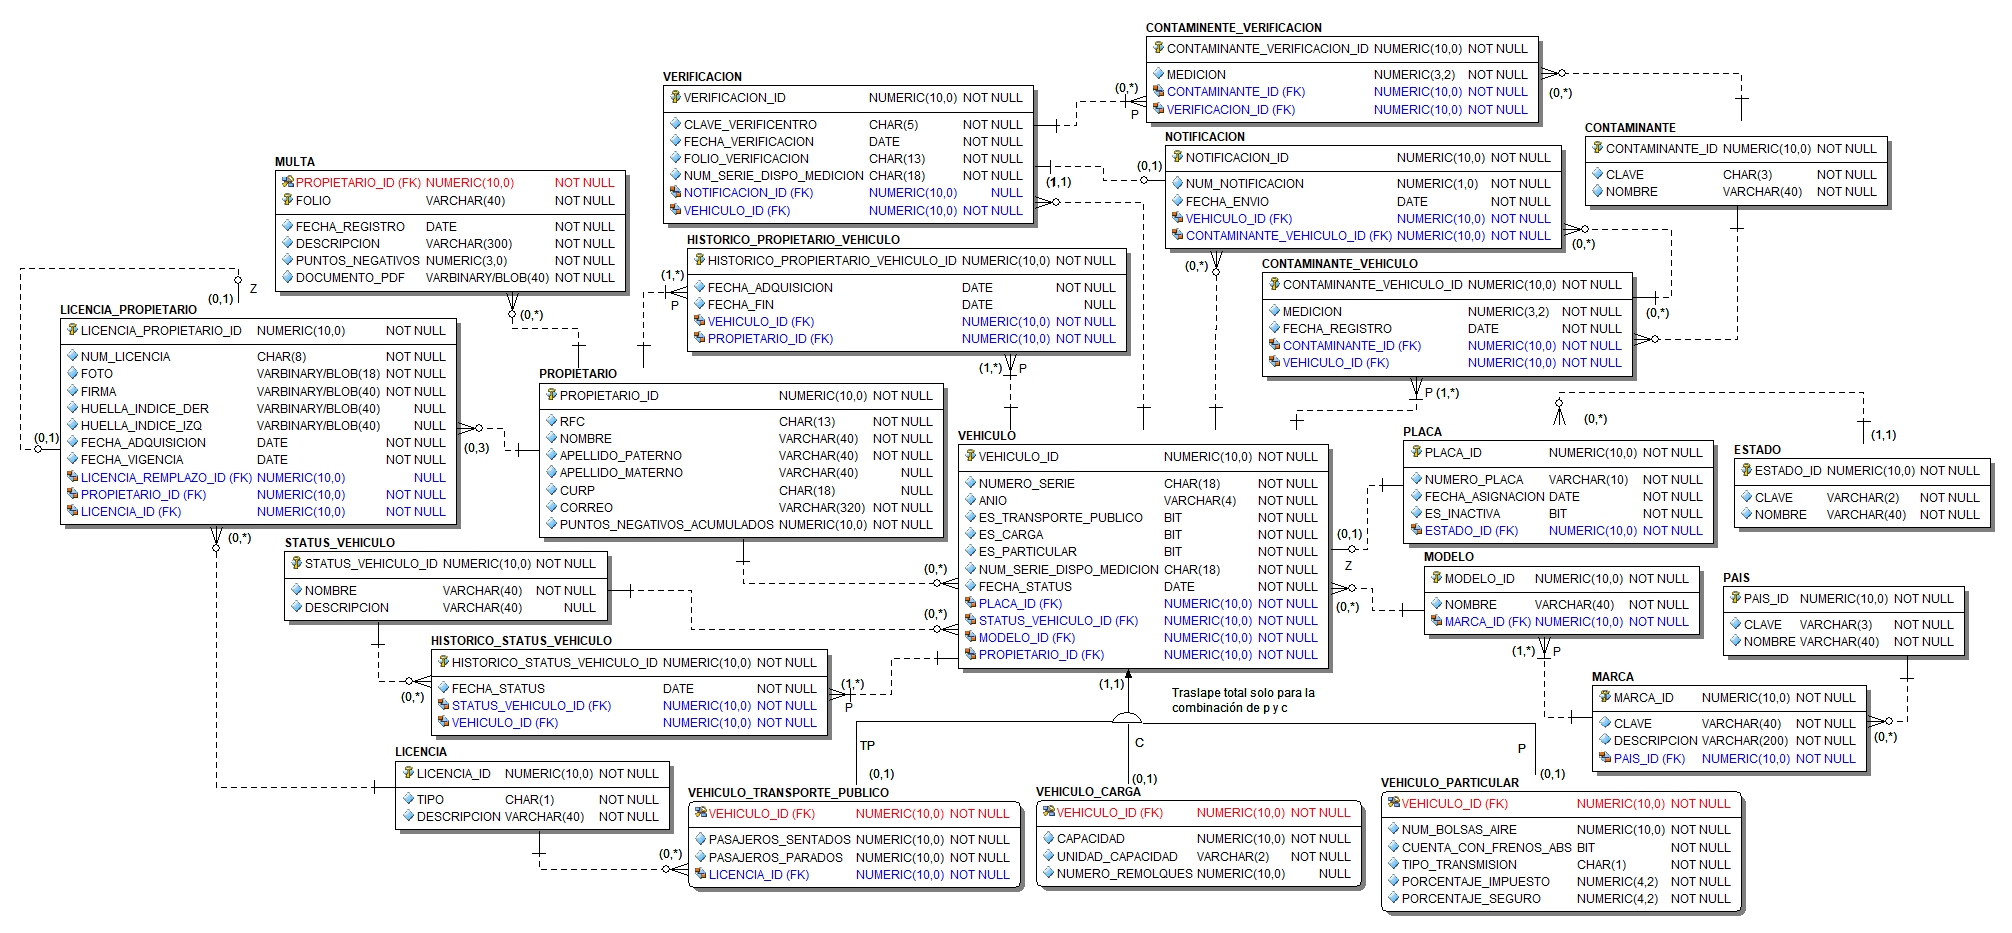 CONTAMINENTE_VERIFICACION
CONTAMINANTE_VERIFICACION_ID NUMERIC(10,0) NOT NULL
MEDICION NUMERIC(3,2) NOT NULL
CONTAMINANTE_ID (FK) NUMERIC(10,0) NOT NULL
VERIFICACION_ID (FK) NUMERIC(10,0) NOT NULL
(0,*)
P
(0,*)
VERIFICACION
VERIFICACION_ID NUMERIC(10,0) NOT NULL
CLAVE_VERIFICENTRO CHAR(5) NOT NULL
FECHA_VERIFICACION DATE NOT NULL
FOLIO_VERIFICACION CHAR(13) NOT NULL
NUM_SERIE_DISPO_MEDICION CHAR(18) NOT NULL
NOTIFICACION_ID (FK) NUMERIC(10,0) NULL
VEHICULO_ID (FK) NUMERIC(10,0) NOT NULL
(1,1)
(0,1)
NOTIFICACION
NOTIFICACION_ID NUMERIC(10,0) NOT NULL
NUM_NOTIFICACION NUMERIC(1,0) NOT NULL
FECHA_ENVIO DATE NOT NULL
VEHICULO_ID (FK) NUMERIC(10,0) NOT NULL
CONTAMINANTE_VEHICULO_ID (FK) NUMERIC(10,0) NOT NULL
(0,*)
(0,*)
CONTAMINANTE
CONTAMINANTE_ID NUMERIC(10,0) NOT NULL
CLAVE CHAR(3) NOT NULL
NOMBRE VARCHAR(40) NOT NULL
MULTA
PROPIETARIO_ID (FK) NUMERIC(10,0) NOT NULL
FOLIO VARCHAR(40) NOT NULL
FECHA_REGISTRO DATE NOT NULL
DESCRIPCION VARCHAR(300) NOT NULL
PUNTOS_NEGATIVOS NUMERIC(3,0) NOT NULL
DOCUMENTO_PDF VARBINARY/BLOB(40) NOT NULL
(0,*)
HISTORICO_PROPIETARIO_VEHICULO
HISTORICO_PROPIERTARIO_VEHICULO_ID NUMERIC(10,0) NOT NULL
FECHA_ADQUISICION DATE NOT NULL
FECHA_FIN DATE NULL
VEHICULO_ID (FK) NUMERIC(10,0) NOT NULL
PROPIETARIO_ID (FK) NUMERIC(10,0) NOT NULL
(1,*)
P
(1,*) P
CONTAMINANTE_VEHICULO
CONTAMINANTE_VEHICULO_ID NUMERIC(10,0) NOT NULL
MEDICION NUMERIC(3,2) NOT NULL
FECHA_REGISTRO DATE NOT NULL
CONTAMINANTE_ID (FK) NUMERIC(10,0) NOT NULL
VEHICULO_ID (FK) NUMERIC(10,0) NOT NULL
(0,*)
P (1,*)
(0,1)
Z
LICENCIA_PROPIETARIO
LICENCIA_PROPIETARIO_ID NUMERIC(10,0) NOT NULL
NUM_LICENCIA CHAR(8) NOT NULL
FOTO VARBINARY/BLOB(18) NOT NULL
FIRMA VARBINARY/BLOB(40) NOT NULL
HUELLA_INDICE_DER VARBINARY/BLOB(40) NULL
HUELLA_INDICE_IZQ VARBINARY/BLOB(40) NULL
FECHA_ADQUISICION DATE NOT NULL
FECHA_VIGENCIA DATE NOT NULL
LICENCIA_REMPLAZO_ID (FK) NUMERIC(10,0) NULL
PROPIETARIO_ID (FK) NUMERIC(10,0) NOT NULL
LICENCIA_ID (FK) NUMERIC(10,0) NOT NULL
(0,1)
(0,3)
(0,*)
PROPIETARIO
PROPIETARIO_ID NUMERIC(10,0) NOT NULL
RFC CHAR(13) NOT NULL
NOMBRE VARCHAR(40) NOT NULL
APELLIDO_PATERNO VARCHAR(40) NOT NULL
APELLIDO_MATERNO VARCHAR(40) NULL
CURP CHAR(18) NULL
CORREO VARCHAR(320) NOT NULL
PUNTOS_NEGATIVOS_ACUMULADOS NUMERIC(10,0) NOT NULL
(0,*)
(0,*)
VEHICULO
VEHICULO_ID NUMERIC(10,0) NOT NULL
NUMERO_SERIE CHAR(18) NOT NULL
ANIO VARCHAR(4) NOT NULL
ES_TRANSPORTE_PUBLICO BIT NOT NULL
ES_CARGA BIT NOT NULL
ES_PARTICULAR BIT NOT NULL
NUM_SERIE_DISPO_MEDICION CHAR(18) NOT NULL
FECHA_STATUS DATE NOT NULL
PLACA_ID (FK) NUMERIC(10,0) NOT NULL
STATUS_VEHICULO_ID (FK) NUMERIC(10,0) NOT NULL
MODELO_ID (FK) NUMERIC(10,0) NOT NULL
PROPIETARIO_ID (FK) NUMERIC(10,0) NOT NULL
(0,1)
Z
(0,*)
PLACA
PLACA_ID NUMERIC(10,0) NOT NULL
NUMERO_PLACA VARCHAR(10) NOT NULL
FECHA_ASIGNACION DATE NOT NULL
ES_INACTIVA BIT NOT NULL
ESTADO_ID (FK) NUMERIC(10,0) NOT NULL
(0,*)
(1,1)
ESTADO
ESTADO_ID NUMERIC(10,0) NOT NULL
CLAVE VARCHAR(2) NOT NULL
NOMBRE VARCHAR(40) NOT NULL
STATUS_VEHICULO
STATUS_VEHICULO_ID NUMERIC(10,0) NOT NULL
NOMBRE VARCHAR(40) NOT NULL
DESCRIPCION VARCHAR(40) NULL
MODELO
MODELO_ID NUMERIC(10,0) NOT NULL
NOMBRE VARCHAR(40) NOT NULL
MARCA_ID (FK) NUMERIC(10,0) NOT NULL
(1,*) P
PAIS
PAIS_ID NUMERIC(10,0) NOT NULL
CLAVE VARCHAR(3) NOT NULL
NOMBRE VARCHAR(40) NOT NULL
HISTORICO_STATUS_VEHICULO
HISTORICO_STATUS_VEHICULO_ID NUMERIC(10,0) NOT NULL
FECHA_STATUS DATE NOT NULL
STATUS_VEHICULO_ID (FK) NUMERIC(10,0) NOT NULL
VEHICULO_ID (FK) NUMERIC(10,0) NOT NULL
(0,*)
(1,*)
P
(1,1)
Traslape total solo para la
combinación de p y c
MARCA
MARCA_ID NUMERIC(10,0) NOT NULL
CLAVE VARCHAR(40) NOT NULL
DESCRIPCION VARCHAR(200) NOT NULL
PAIS_ID (FK) NUMERIC(10,0) NOT NULL
(0,*)
TP
C
P
(0,1)
(0,1)
(0,1)
LICENCIA
LICENCIA_ID NUMERIC(10,0) NOT NULL
TIPO CHAR(1) NOT NULL
DESCRIPCION VARCHAR(40) NOT NULL
(0,*)
VEHICULO_TRANSPORTE_PUBLICO
VEHICULO_ID (FK) NUMERIC(10,0) NOT NULL
PASAJEROS_SENTADOS NUMERIC(10,0) NOT NULL
PASAJEROS_PARADOS NUMERIC(10,0) NOT NULL
LICENCIA_ID (FK) NUMERIC(10,0) NOT NULL
VEHICULO_CARGA
VEHICULO_ID (FK) NUMERIC(10,0) NOT NULL
CAPACIDAD NUMERIC(10,0) NOT NULL
UNIDAD_CAPACIDAD VARCHAR(2) NOT NULL
NUMERO_REMOLQUES NUMERIC(10,0) NULL
VEHICULO_PARTICULAR
VEHICULO_ID (FK) NUMERIC(10,0) NOT NULL
NUM_BOLSAS_AIRE NUMERIC(10,0) NOT NULL
CUENTA_CON_FRENOS_ABS BIT NOT NULL
TIPO_TRANSMISION CHAR(1) NOT NULL
PORCENTAJE_IMPUESTO NUMERIC(4,2) NOT NULL
PORCENTAJE_SEGURO NUMERIC(4,2) NOT NULL